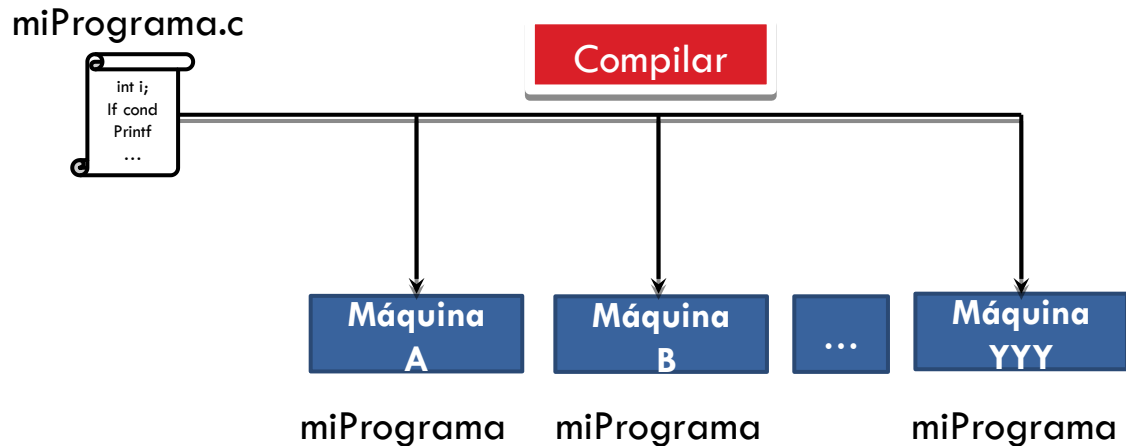 miPrograma.c
Compilar
int i;
If cond
Printf
...
Máquina
A
Máquina
B
...
Máquina
YYY
miPrograma
miPrograma
miPrograma